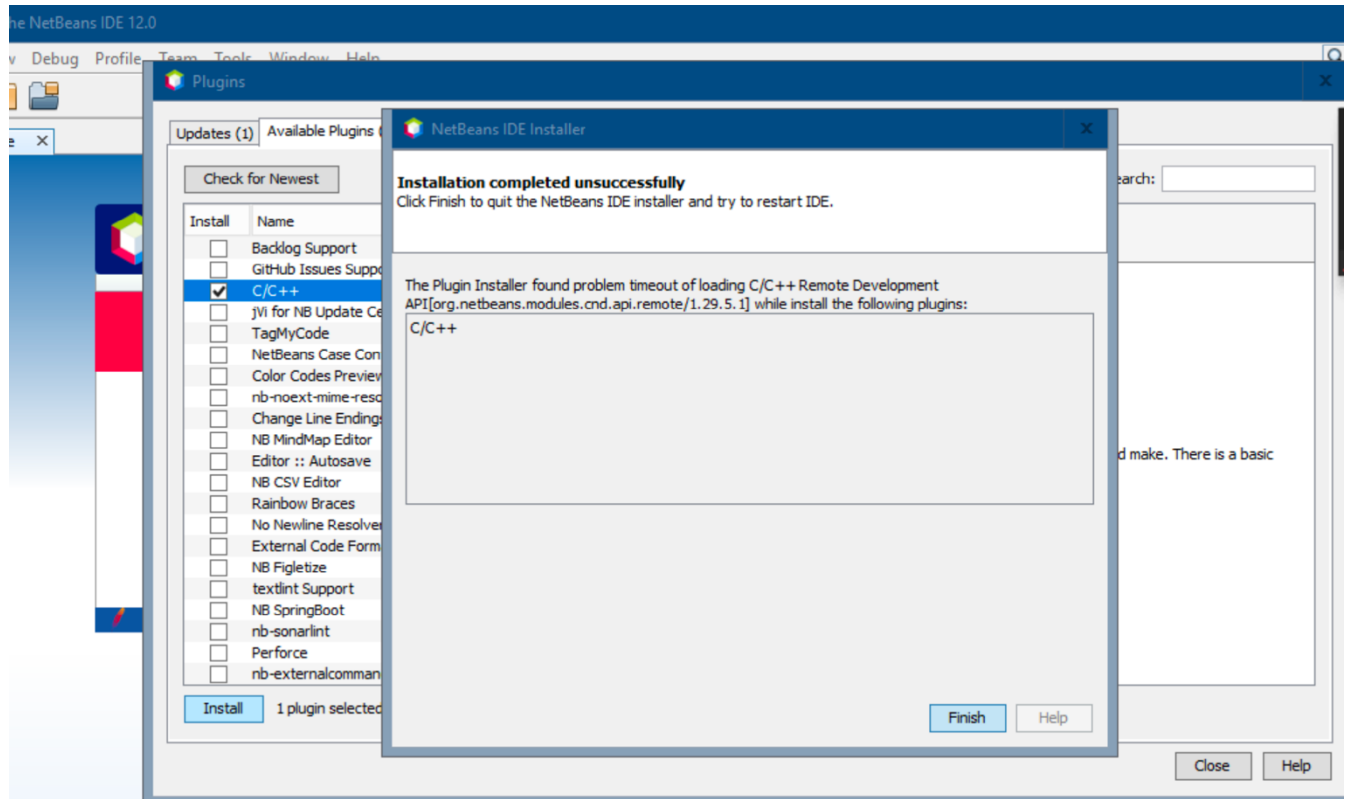 he NetBeans IDE 12.0
w Debug Profile Team Tools Window Help
Plugins
Updates (1) Available Plugins (
NetBeans IDE Installer
Check for Newest
Installation completed unsuccessfully
Click Finish to quit the NetBeans IDE installer and try to restart IDE.
earch:
Install Name
Backlog Support
GitHub Issues Suppo
C/C++
jVi for NB Update Ce
TagMyCode
NetBeans Case Con
Color Codes Preview
nb-noext-mime-reso
Change Line Endings
NB MindMap Editor
Editor :: Autosave
NB CSV Editor
Rainbow Braces
No Newline Resolver
External Code Form
NB Figletize
textlint Support
NB SpringBoot
nb-sonarlint
Perforce
nb-externalcomman
The Plugin Installer found problem timeout of loading C/C++ Remote Development
API[org.netbeans.modules.cnd.api.remote/1.29.5.1] while install the following plugins:
C/C++
d make. There is a basic
Install 1 plugin selected
Finish Help
Close Help